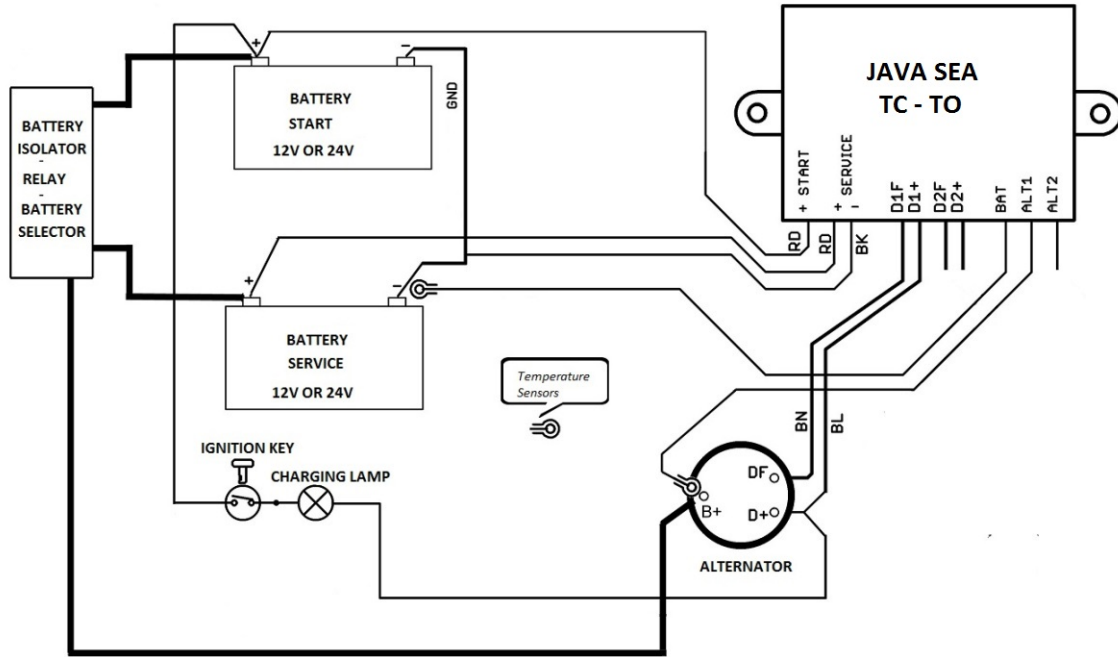 JAVA SEA
TC - TO
+ START
+ SERVICE
-
D1F
D1+
D2F
D2+
BAT
ALT1
ALT2
RD
RD
BK
+
-
GND
BATTERY
START
12V OR 24V
BATTERY
ISOLATOR
-
RELAY
-
BATTERY
SELECTOR
+
-
BATTERY
SERVICE
12V OR 24V
Temperature
Sensors
BN
BL
IGNITION KEY
CHARGING LAMP
DF
D+
B+
ALTERNATOR